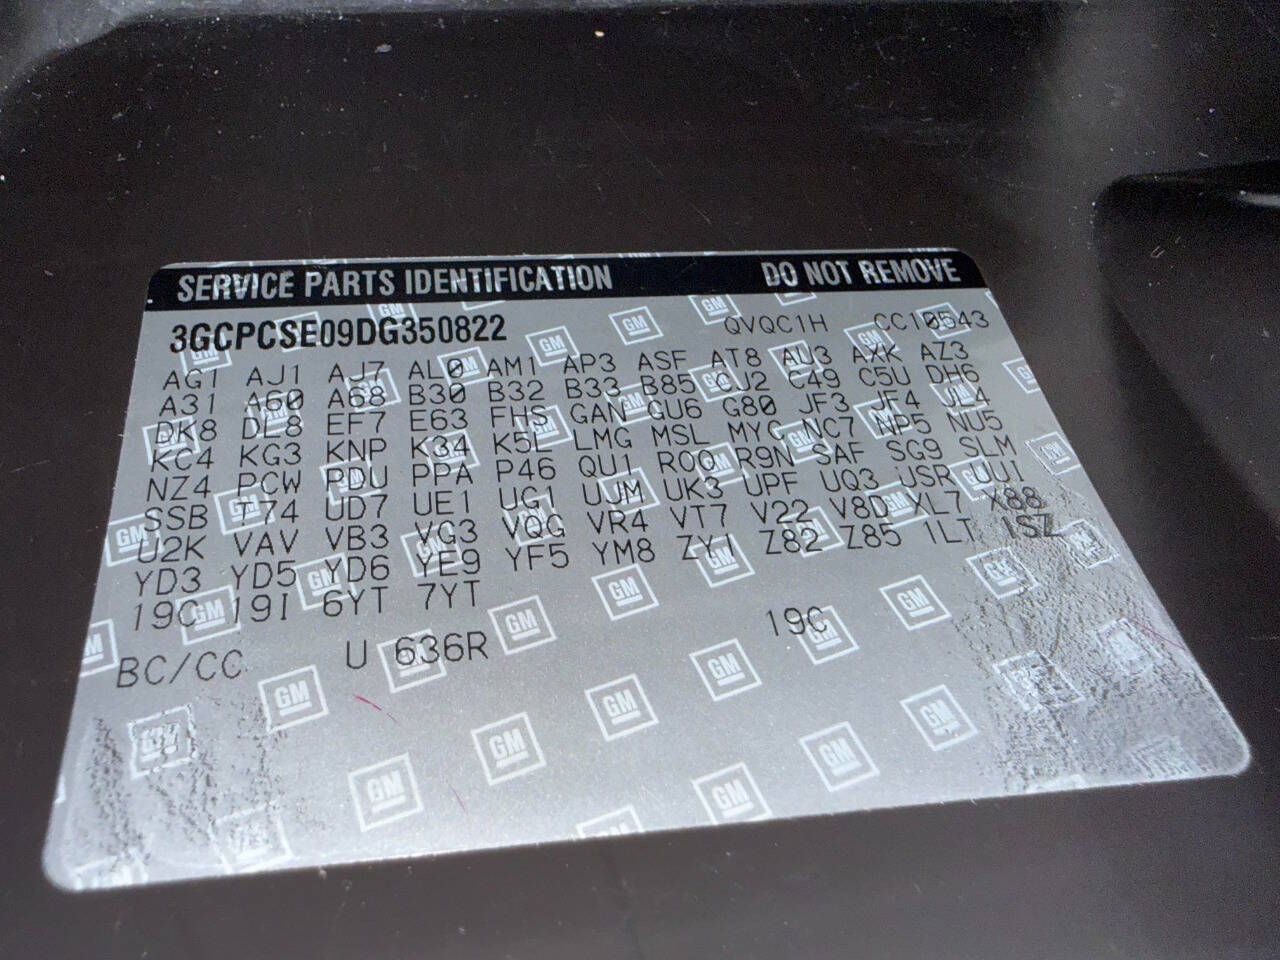 SERVICE PARTS IDENTIFICATION DO NOT REMOVE
3GCPCSE09DG350822 QVQC1H CC10543
AG1 AJ1 AJ7 AL0 AM1 AP3 ASF AT8 AU3 AXK AZ3
A31 A60 A68 B30 B32 B33 B85 CJ2 C49 C5U DH6
DK8 DL8 EF7 E63 FHS GAN GU6 G80 JF3 JF4 J24
KC4 KG3 KNP K34 K5L LMG MSL MYC NC7 NP5 NU5
NZ4 PCW PDU PPA P46 QU1 RQQ R9N SAF SG9 SLM
SSB T74 UD7 UE1 UG1 UJM UK3 UPF UQ3 USR UJ1
U2K VAV VB3 VG3 VQG VR4 VT7 V22 V8D XL7 X88
YD3 YD5 YD6 YE9 YF5 YM8 ZY1 Z82 Z85 1LT 1SZ
19C 19I 6YT 7YT
BC/CC U 636R 19C
GM